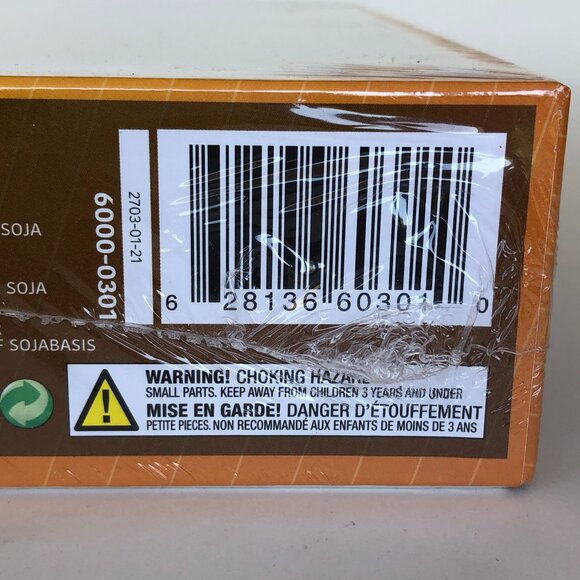 SOJA
SOJA
F SOJABASIS
6000-0301
2703-01-21
6 28136 60301 0
WARNING! CHOKING HAZARD
SMALL PARTS. KEEP AWAY FROM CHILDREN 3 YEARS AND UNDER
MISE EN GARDE! DANGER D'ÉTOUFFEMENT
PETITE PIECES. NON RECOMMANDÉ AUX ENFANTS DE MOINS DE 3 ANS